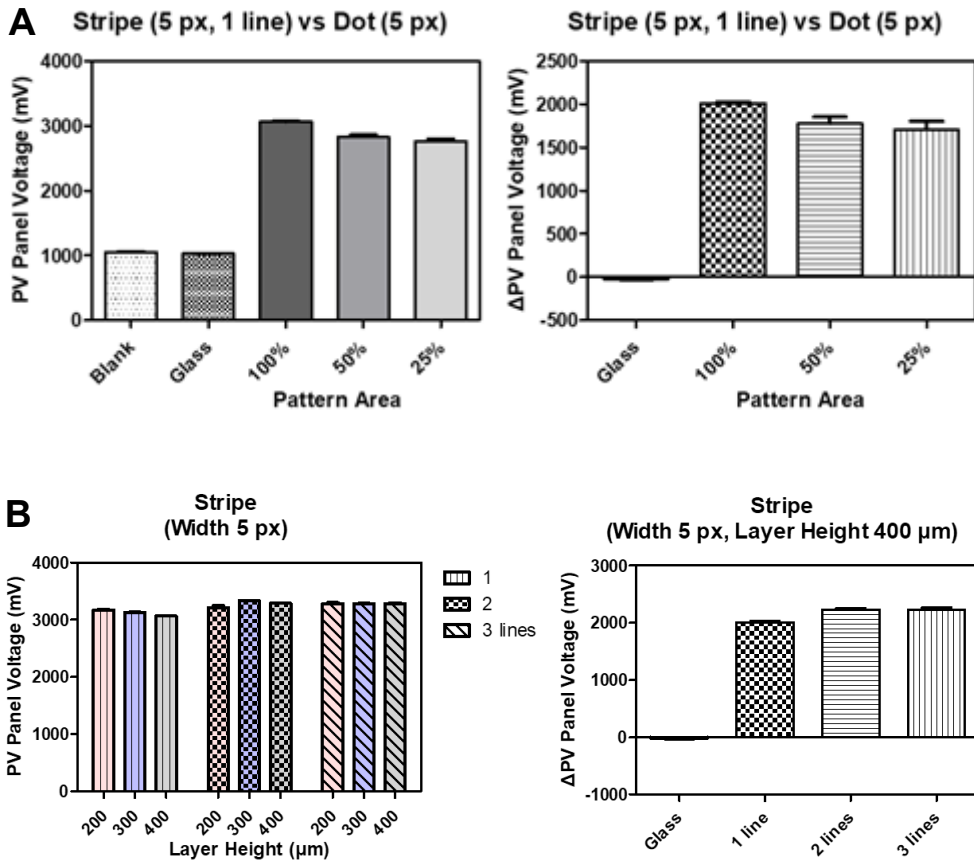 A
Stripe (5 px, 1 line) vs Dot (5 px)
PV Panel Voltage (mV)
4000
3000
2000
1000
0
Blank
Glass
100%
50%
25%
Pattern Area
Stripe (5 px, 1 line) vs Dot (5 px)
ΔPV Panel Voltage (mV)
2500
2000
1500
1000
500
0
-500
Glass
100%
50%
25%
Pattern Area
B
Stripe
(Width 5 px)
PV Panel Voltage (mV)
4000
3000
2000
1000
0
200
300
400
200
300
400
200
300
400
Layer Height (µm)
1
2
3 lines
Stripe
(Width 5 px, Layer Height 400 µm)
ΔPV Panel Voltage (mV)
3000
2000
1000
0
-1000
Glass
1 line
2 lines
3 lines